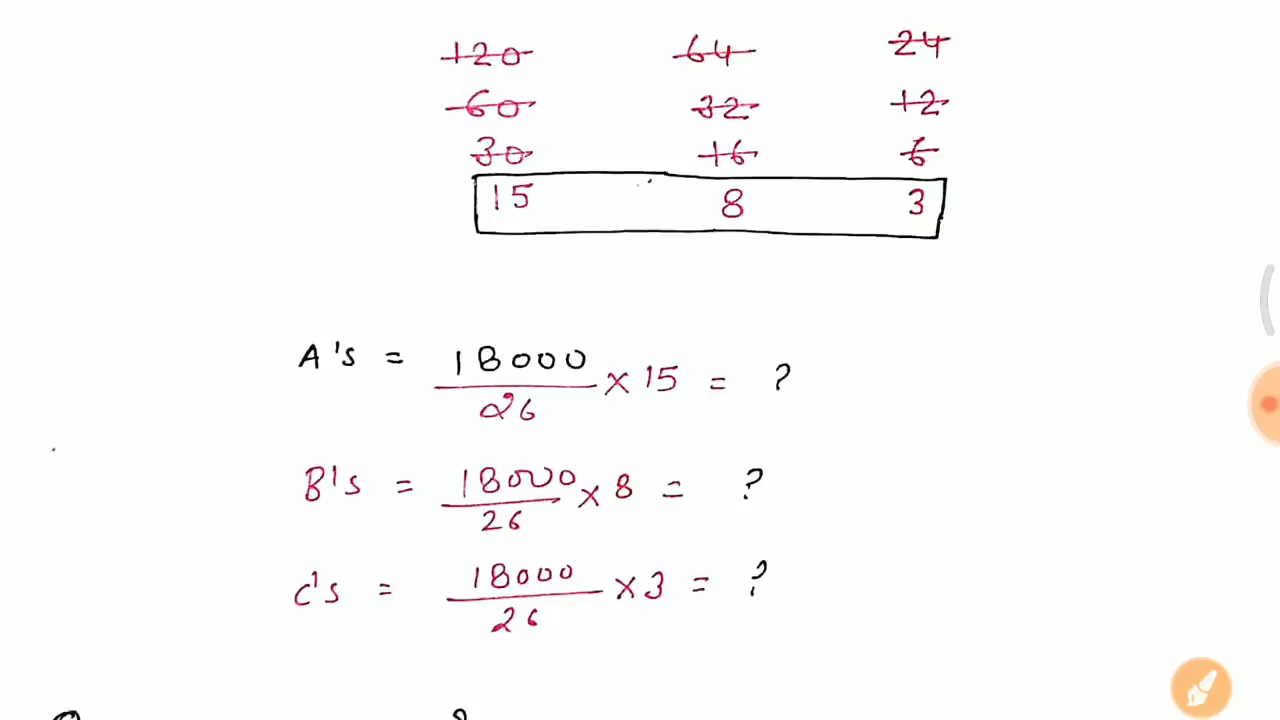 120 64 24
60 32 12
30 16 6
15 8 3
A's = 18000/26 × 15 = ?
B's = 18000/26 × 8 = ?
C's = 18000/26 × 3 = ?